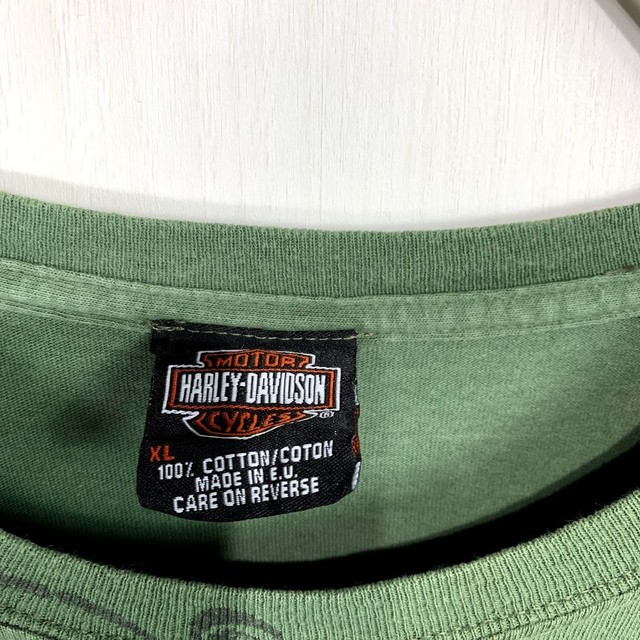 MOTOR
HARLEY-DAVIDSON
CYCLES®
XL
100% COTTON/COTON
MADE IN E.U.
CARE ON REVERSE